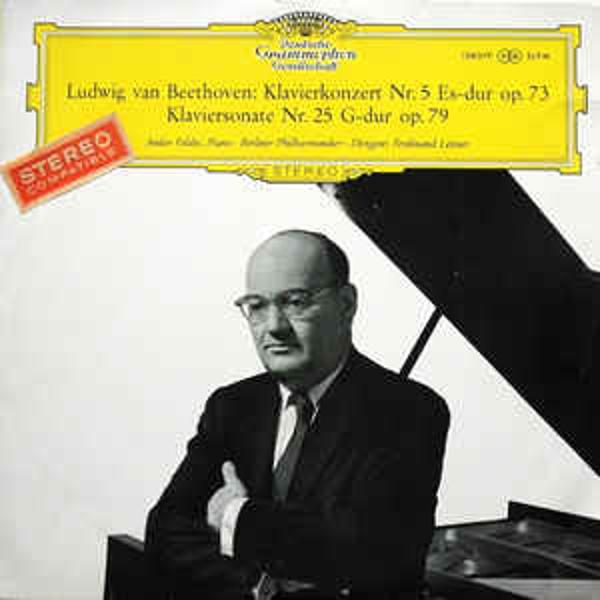 Deutsche
Grammophon
Gesellschaft
Ludwig van Beethoven: Klavierkonzert Nr. 5 Es-dur op. 73
Klaviersonate Nr. 25 G-dur op. 79
Andor Foldes, Piano · Berliner Philharmoniker · Dirigent: Ferdinand Leitner
STEREO
STEREO
COMPATIBLE